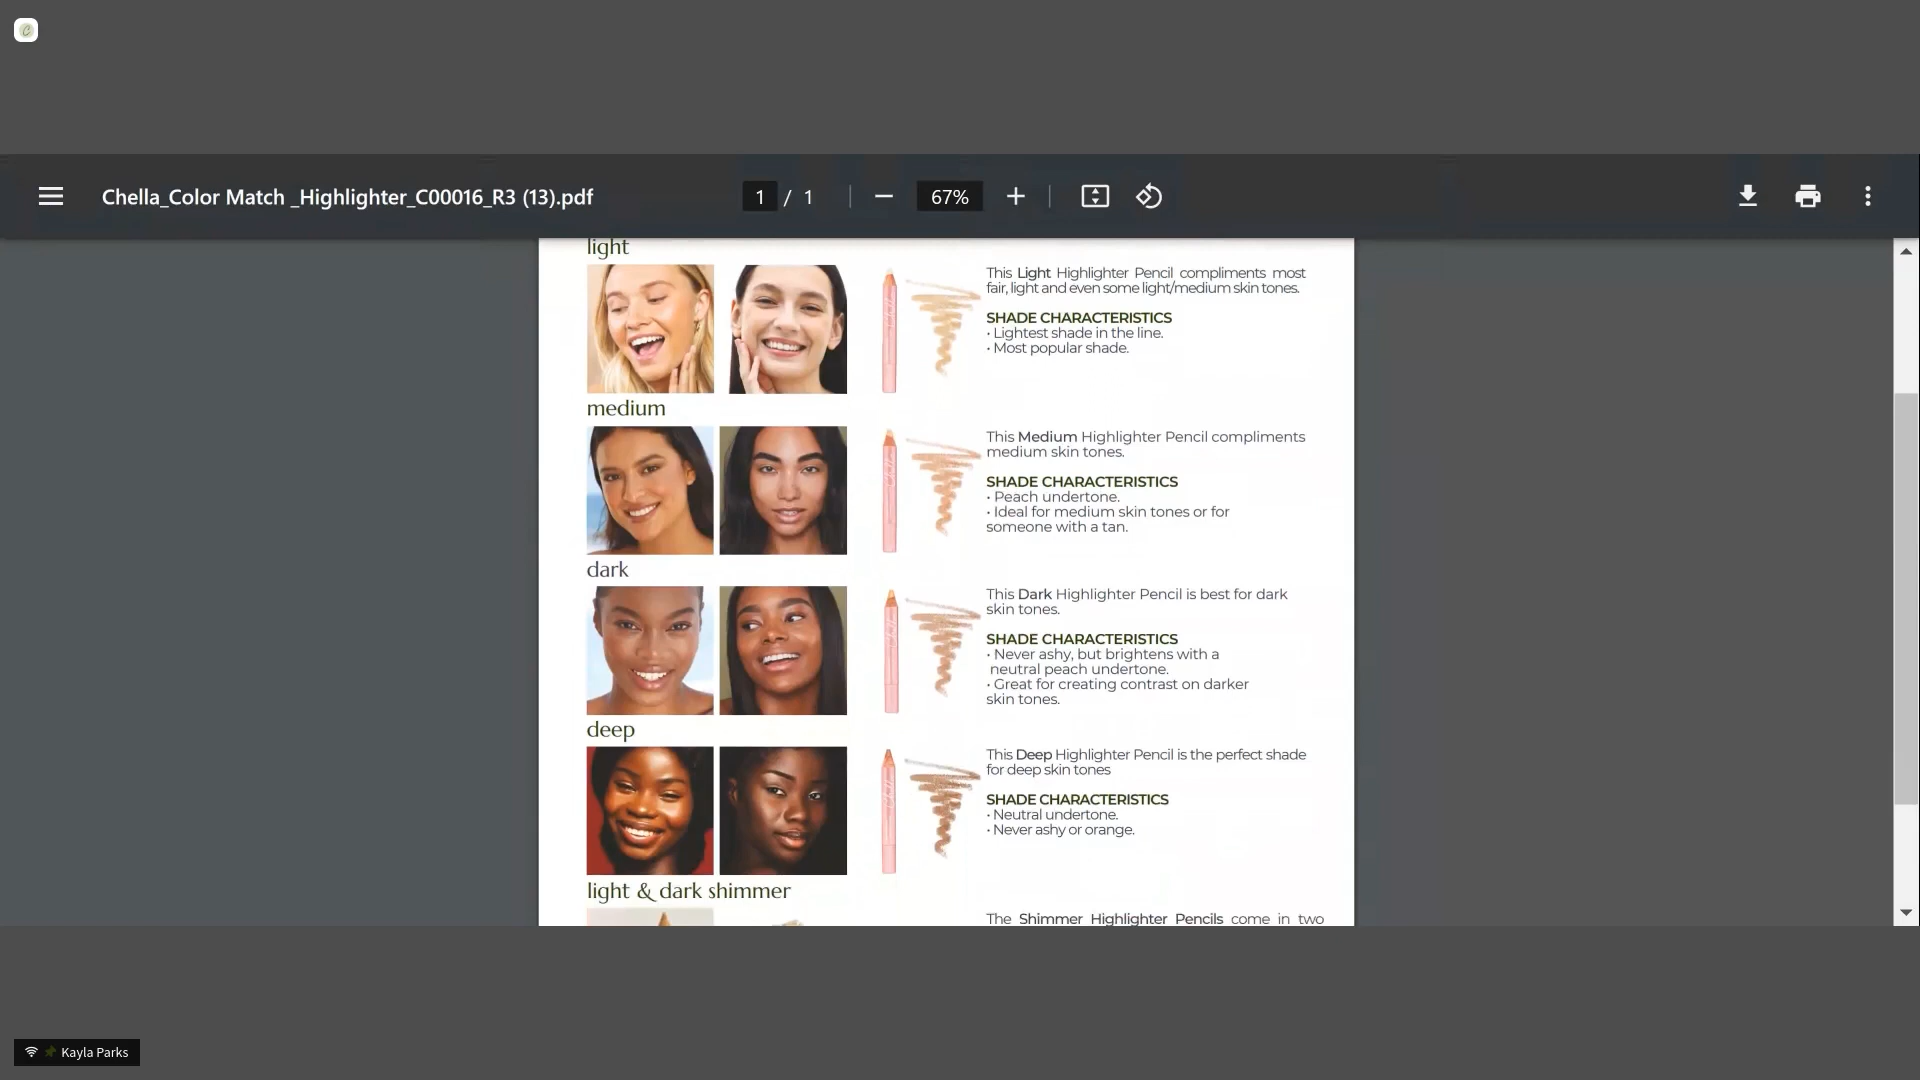 Chella_Color Match _Highlighter_C00016_R3 (13).pdf
1 / 1
67%
light
This Light Highlighter Pencil compliments most
fair, light and even some light/medium skin tones.
SHADE CHARACTERISTICS
• Lightest shade in the line.
• Most popular shade.
medium
This Medium Highlighter Pencil compliments
medium skin tones.
SHADE CHARACTERISTICS
• Peach undertone.
• Ideal for medium skin tones or for
someone with a tan.
dark
This Dark Highlighter Pencil is best for dark
skin tones.
SHADE CHARACTERISTICS
• Never ashy, but brightens with a
neutral peach undertone.
• Great for creating contrast on darker
skin tones.
deep
This Deep Highlighter Pencil is the perfect shade
for deep skin tones
SHADE CHARACTERISTICS
• Neutral undertone.
• Never ashy or orange.
light & dark shimmer
The Shimmer Highlighter Pencils come in two
Kayla Parks